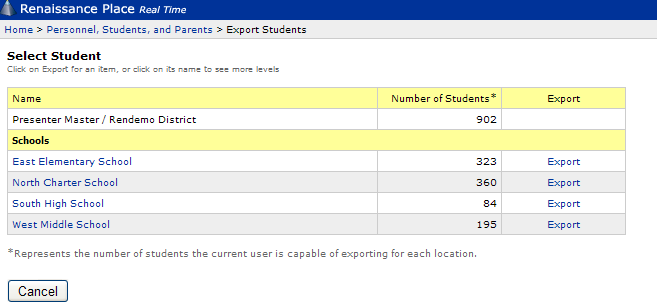 Renaissance Place Real Time
Home > Personnel, Students, and Parents > Export Students
Select Student
Click on Export for an item, or click on its name to see more levels
Name Number of Students* Export
Presenter Master / Rendemo District 902
Schools
East Elementary School 323 Export
North Charter School 360 Export
South High School 84 Export
West Middle School 195 Export
*Represents the number of students the current user is capable of exporting for each location.
Cancel